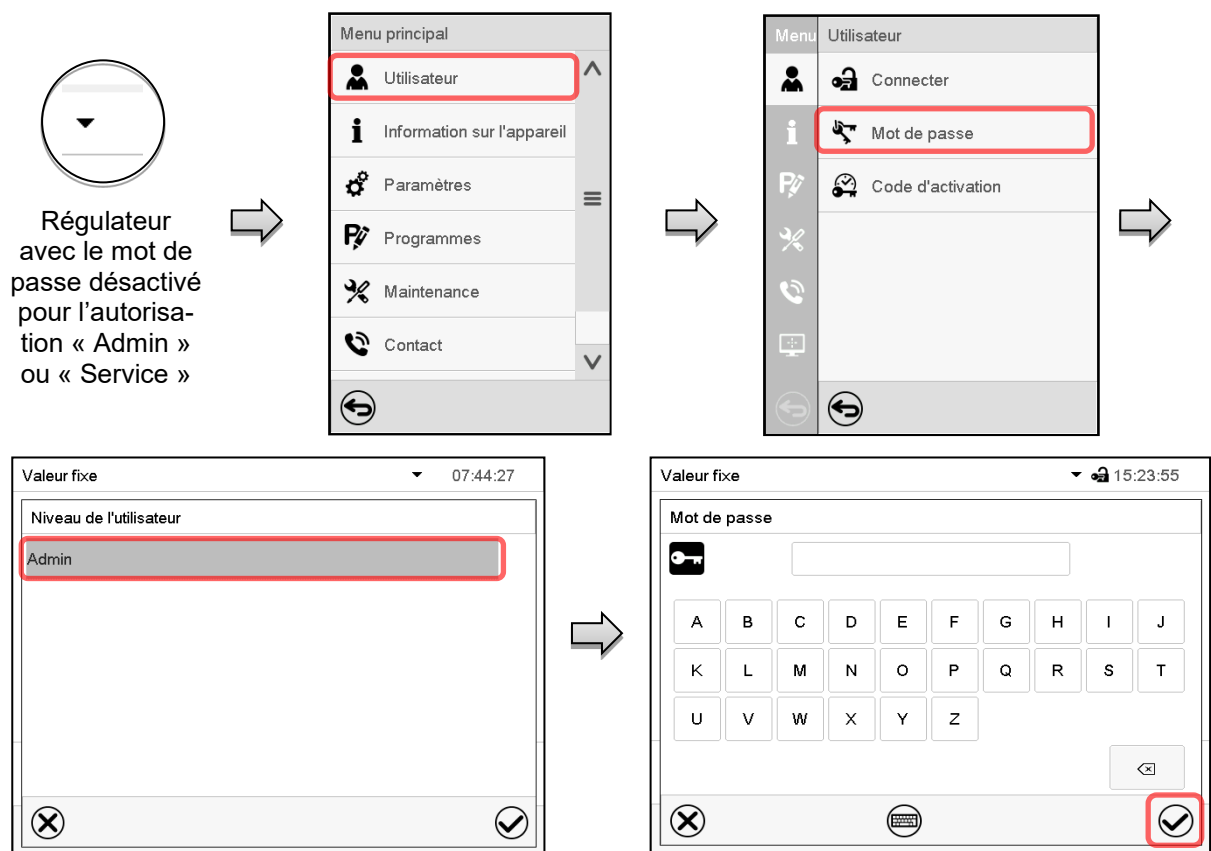 Régulateur
avec le mot de
passe désactivé
pour l’autorisa-
tion « Admin »
ou « Service »
Menu principal
Utilisateur
Information sur l'appareil
Paramètres
Programmes
Maintenance
Contact
Menu
Utilisateur
Connecter
Mot de passe
Code d'activation
Valeur fixe
07:44:27
Niveau de l'utilisateur
Admin
Valeur fixe
15:23:55
Mot de passe
A B C D E F G H I J
K L M N O P Q R S T
U V W X Y Z